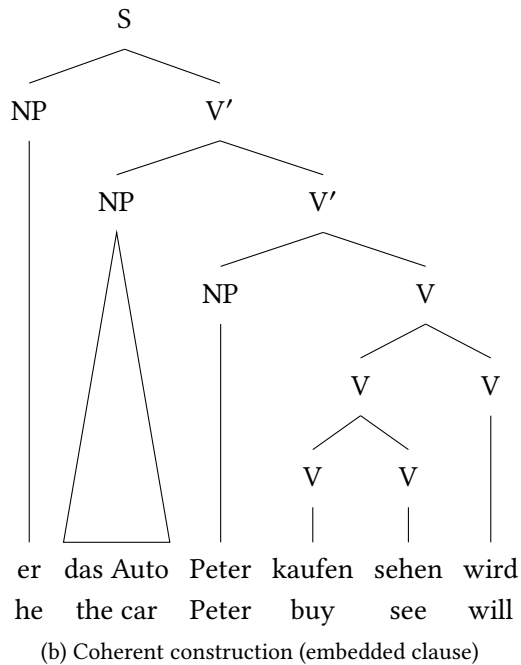 S
NP V′
NP V′
NP V
V V
V V
er das Auto Peter kaufen sehen wird
he the car Peter buy see will
(b) Coherent construction (embedded clause)